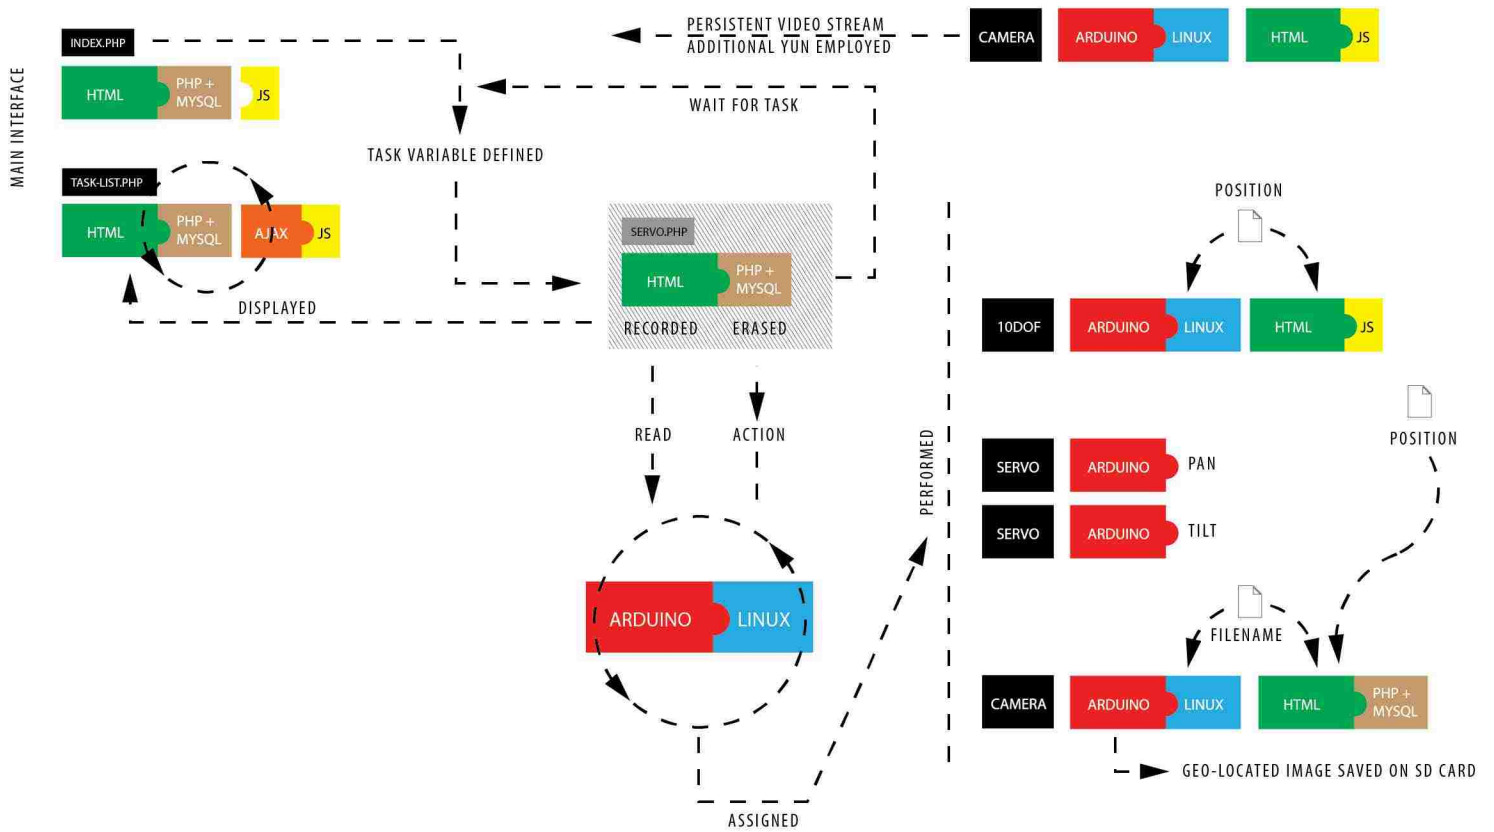 MAIN INTERFACE
INDEX.PHP
HTML
PHP +
MYSQL
JS
TASK-LIST.PHP
HTML
PHP +
MYSQL
AJAX
JS
DISPLAYED
TASK VARIABLE DEFINED
WAIT FOR TASK
PERSISTENT VIDEO STREAM
ADDITIONAL YUN EMPLOYED
CAMERA
ARDUINO
LINUX
HTML
JS
SERVO.PHP
HTML
PHP +
MYSQL
RECORDED
ERASED
READ
ACTION
ARDUINO
LINUX
ASSIGNED
PERFORMED
POSITION
10DOF
ARDUINO
LINUX
HTML
JS
POSITION
SERVO
ARDUINO
PAN
SERVO
ARDUINO
TILT
FILENAME
CAMERA
ARDUINO
LINUX
HTML
PHP +
MYSQL
GEO-LOCATED IMAGE SAVED ON SD CARD